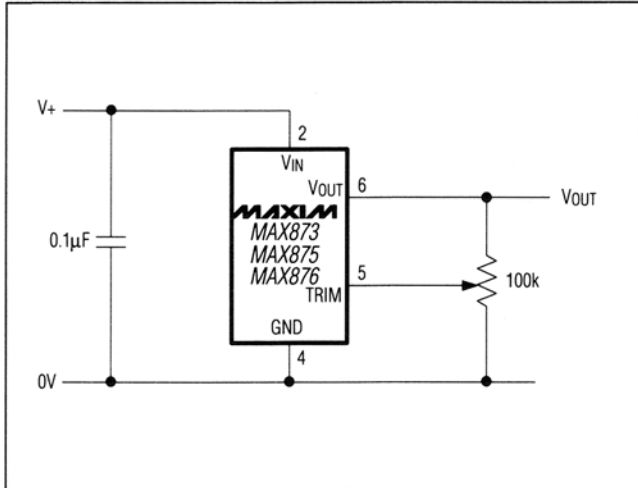 V+
2
VIN
VOUT
6
VOUT
MAXIM
MAX873
MAX875
MAX876
0.1µF
5
TRIM
100k
GND
4
0V